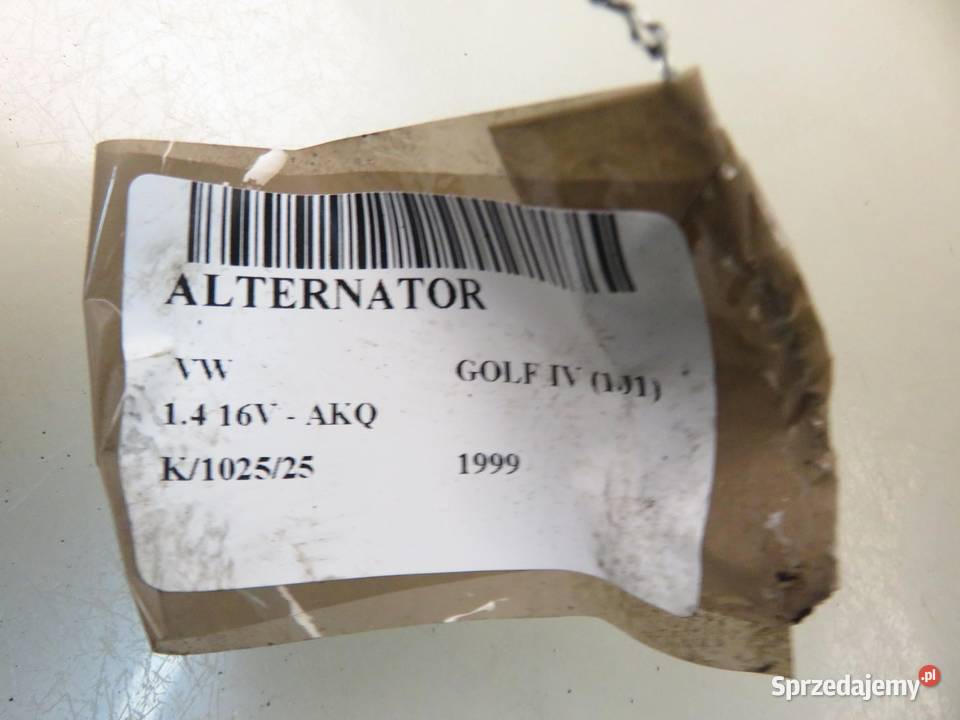 ALTERNATOR
VW GOLF IV (1J1)
1.4 16V - AKQ
K/1025/25 1999
Sprzedajemy.pl